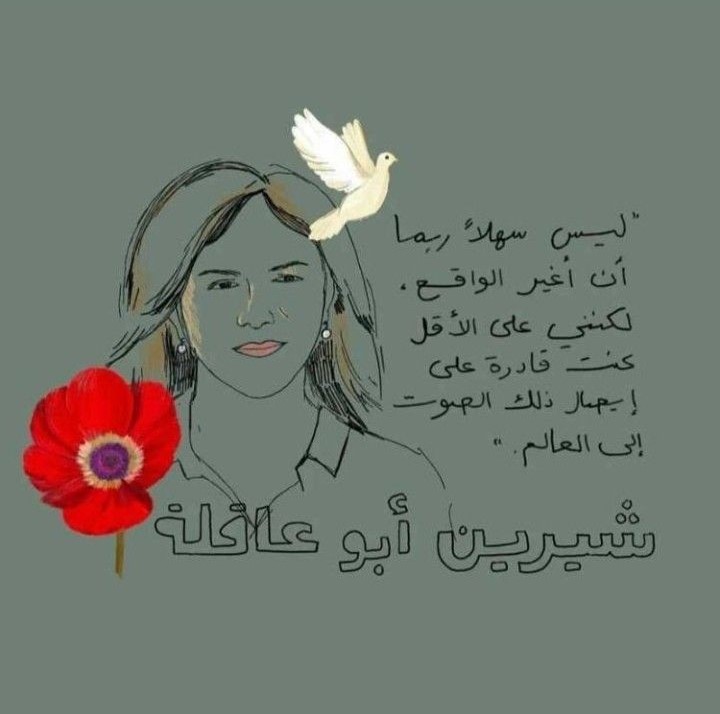 "ليس سهلاً ربما
أن أغير الواقع،
لكنني على الأقل
كنت قادرة على
إيصال ذلك الصوت
إلى العالم."
شيرين أبو عاقلة